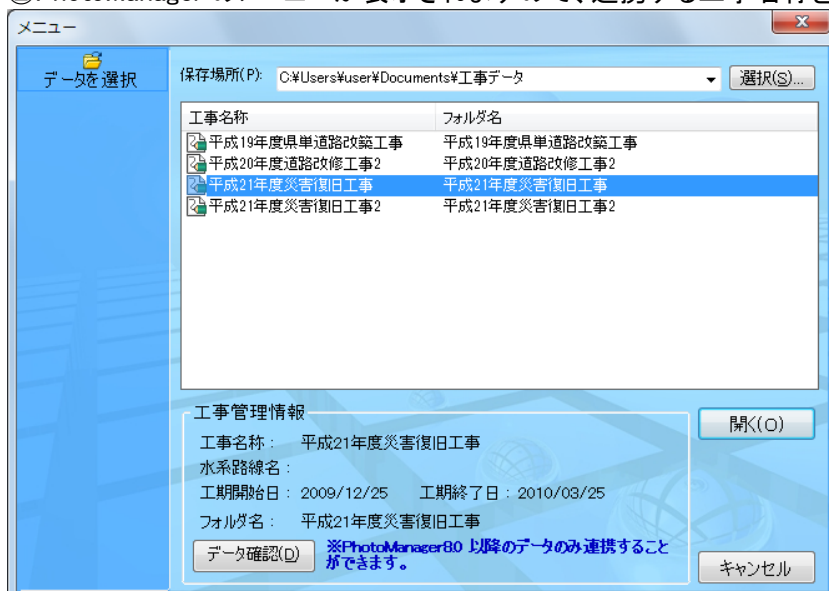 メニュー
データを選択
保存場所(P): C:¥Users¥user¥Documents¥工事データ 選択(S)...
工事名称 フォルダ名
平成19年度県単道路改築工事 平成19年度県単道路改築工事
平成20年度道路改修工事2 平成20年度道路改修工事2
平成21年度災害復旧工事 平成21年度災害復旧工事
平成21年度災害復旧工事2 平成21年度災害復旧工事2
工事管理情報
開く(O)
工事名称： 平成21年度災害復旧工事
水系路線名：
工期開始日：2009/12/25 工期終了日：2010/03/25
フォルダ名： 平成21年度災害復旧工事
データ確認(D) ※PhotoManager8.0 以降のデータのみ連携すること
ができます。
キャンセル